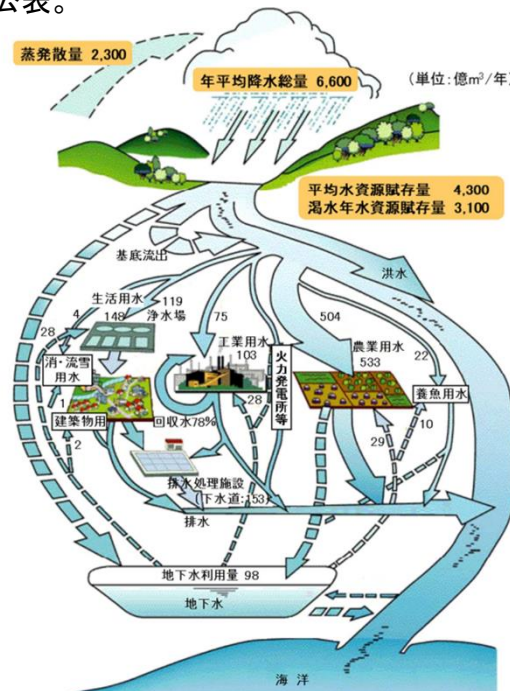 公表。
蒸発散量 2,300
年平均降水総量 6,600
(単位:億m³/年)
平均水資源賦存量 4,300
渇水年水資源賦存量 3,100
基底流出
洪水
生活用水
119
浄水場
148
4
28
75
工業用水
103
504
農業用水
533
22
消・流雪
用水
火力発電所等
養魚用水
1
建築物用
回収水78%
28
10
29
2
排水処理施設
(下水道:153)
排水
地下水利用量 98
地下水
海洋